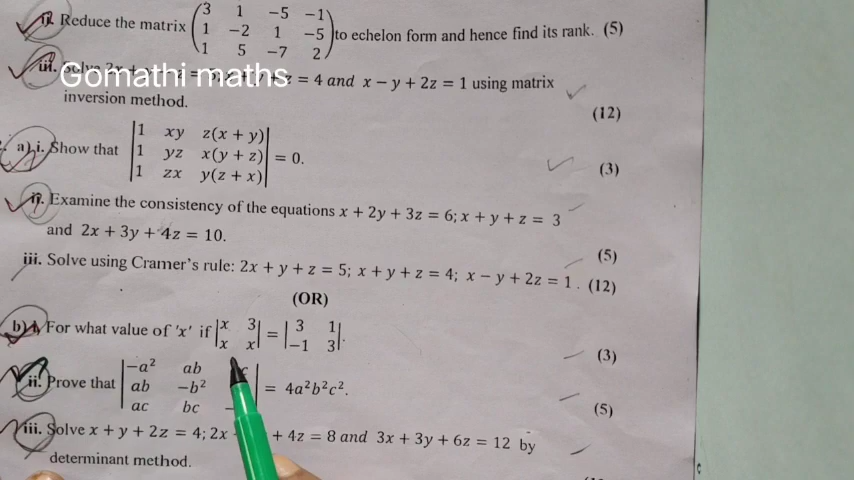 ii. Reduce the matrix (3 1 −5 −1
1 −2 1 −5
1 5 −7 2) to echelon form and hence find its rank. (5)
iii. Solve = 4 and x − y + 2z = 1 using matrix
Gomathi maths
inversion method. (12)
a) i. Show that |1 xy z(x + y)|
|1 yz x(y + z)| = 0. (3)
|1 zx y(z + x)|
ii. Examine the consistency of the equations x + 2y + 3z = 6; x + y + z = 3
and 2x + 3y + 4z = 10. (5)
iii. Solve using Cramer's rule: 2x + y + z = 5; x + y + z = 4; x − y + 2z = 1. (12)
(OR)
b) i. For what value of 'x' if |x 3| = |3 1|.
|x x| |−1 3| (3)
ii. Prove that |−a² ab
|ab −b² | = 4a²b²c². (5)
|ac bc
iii. Solve x + y + 2z = 4; 2x + 4z = 8 and 3x + 3y + 6z = 12 by
determinant method.